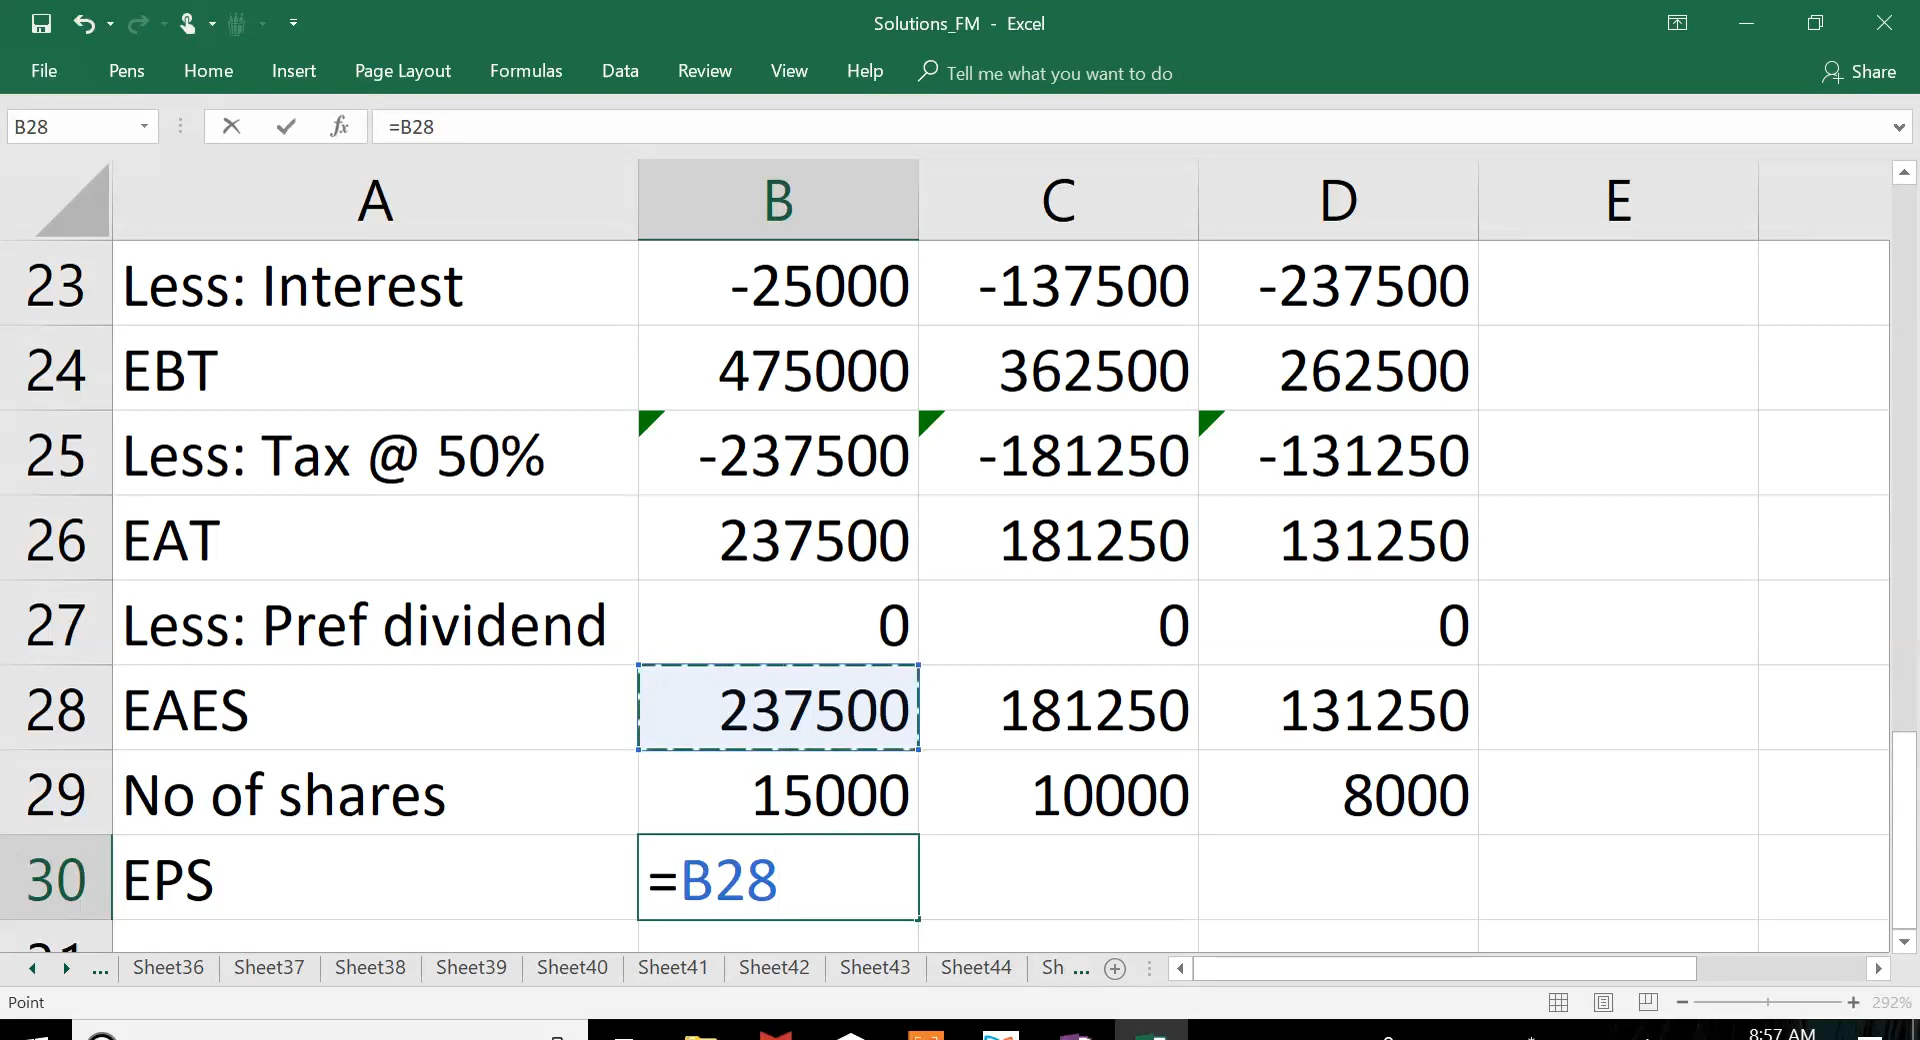 Solutions_FM - Excel
File Pens Home Insert Page Layout Formulas Data Review View Help Tell me what you want to do Share
B28 fx =B28
A B C D E
23 Less: Interest -25000 -137500 -237500
24 EBT 475000 362500 262500
25 Less: Tax @ 50% -237500 -181250 -131250
26 EAT 237500 181250 131250
27 Less: Pref dividend 0 0 0
28 EAES 237500 181250 131250
29 No of shares 15000 10000 8000
30 EPS =B28
... Sheet36 Sheet37 Sheet38 Sheet39 Sheet40 Sheet41 Sheet42 Sheet43 Sheet44 Sh ...
Point 292%
8:57 AM